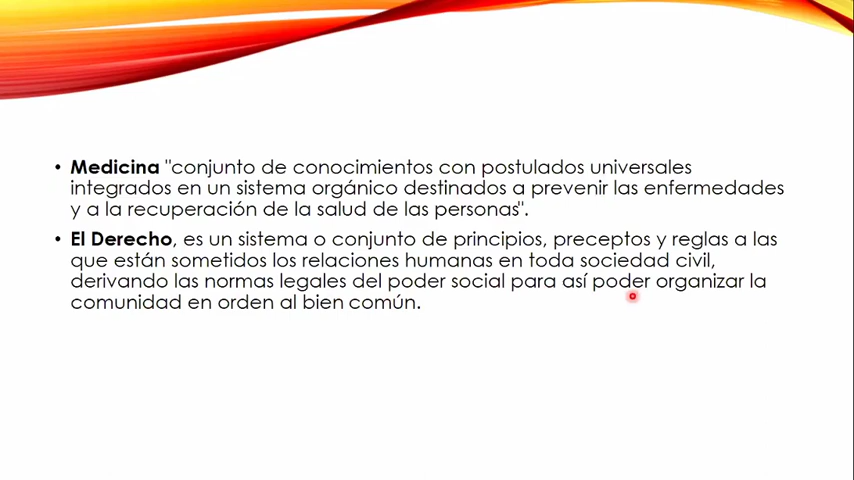 • Medicina "conjunto de conocimientos con postulados universales
integrados en un sistema orgánico destinados a prevenir las enfermedades
y a la recuperación de la salud de las personas".
• El Derecho, es un sistema o conjunto de principios, preceptos y reglas a las
que están sometidos los relaciones humanas en toda sociedad civil,
derivando las normas legales del poder social para así poder organizar la
comunidad en orden al bien común.